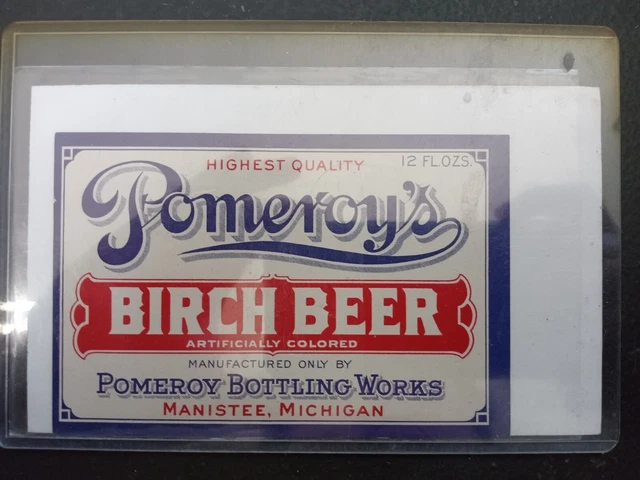 HIGHEST QUALITY 12 FL.OZS.
Pomeroy's
BIRCH BEER
ARTIFICIALLY COLORED
MANUFACTURED ONLY BY
POMEROY BOTTLING WORKS
MANISTEE, MICHIGAN